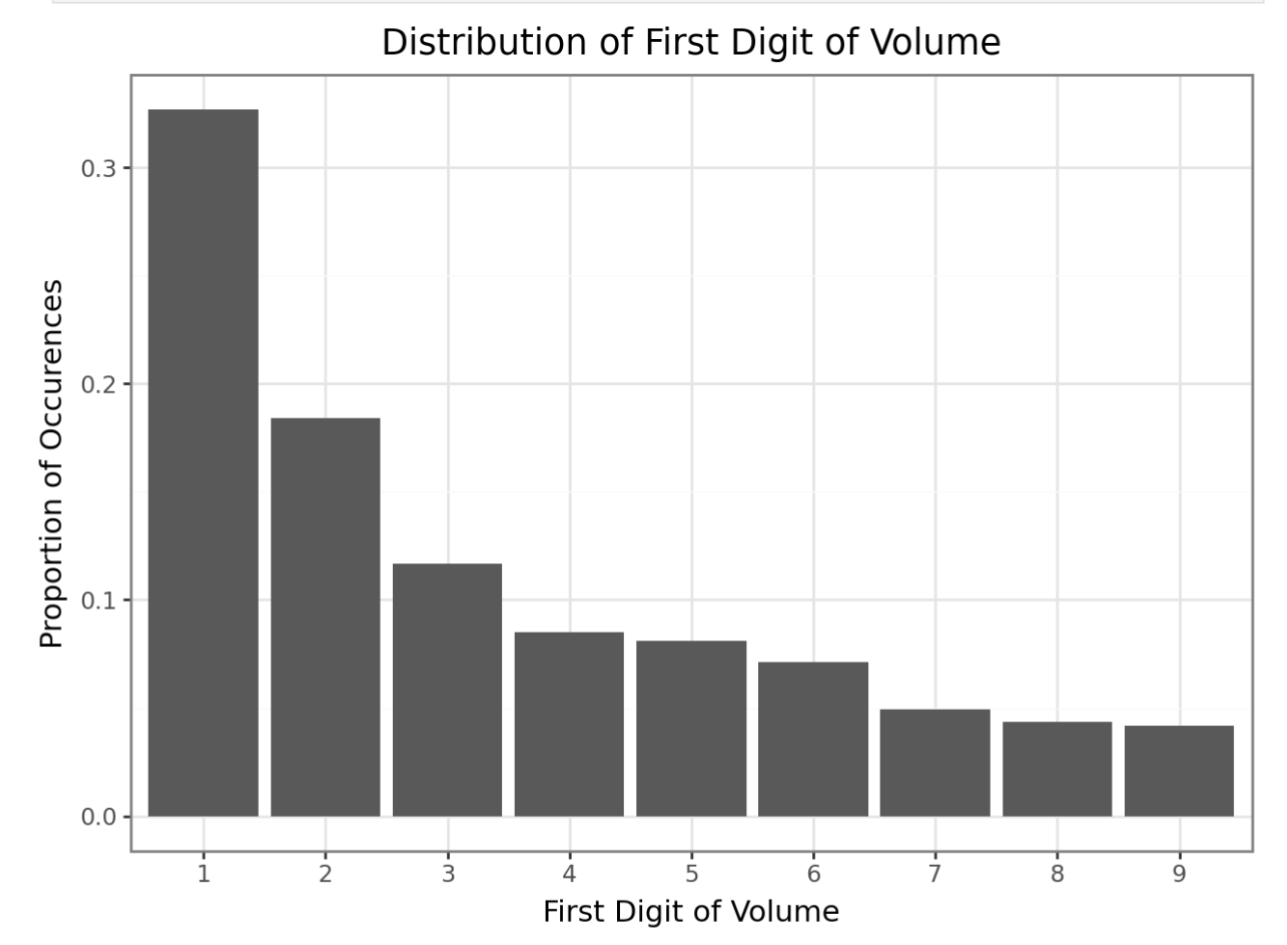 Distribution of First Digit of Volume
Proportion of Occurences
0.3
0.2
0.1
0.0
1 2 3 4 5 6 7 8 9
First Digit of Volume